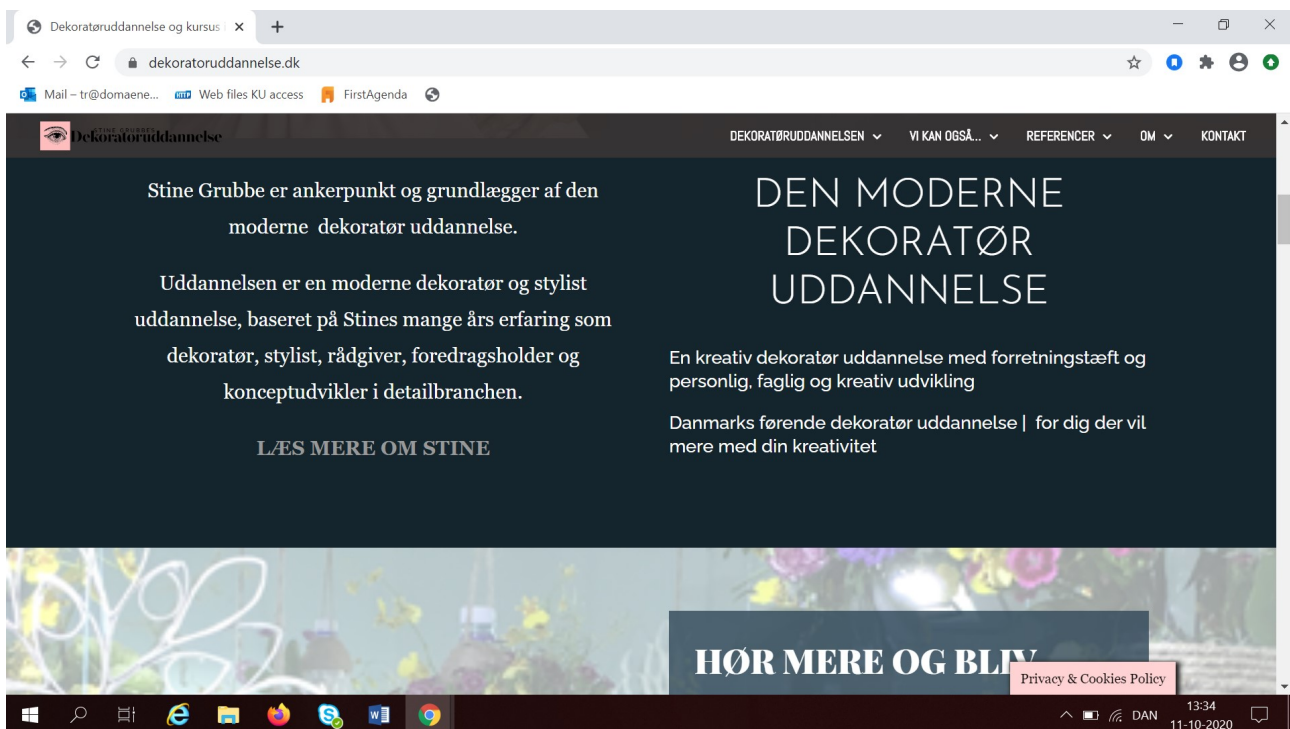 Dekoratøruddannelse og kursus i
dekoratoruddannelse.dk
Mail – tr@domaene... HTTP Web files KU access FirstAgenda
STINE GRUBBES
Dekoratøruddannelse
DEKORATØRUDDANNELSEN VI KAN OGSÅ... REFERENCER OM KONTAKT
Stine Grubbe er ankerpunkt og grundlægger af den
moderne dekoratør uddannelse.
Uddannelsen er en moderne dekoratør og stylist
uddannelse, baseret på Stines mange års erfaring som
dekoratør, stylist, rådgiver, foredragsholder og
konceptudvikler i detailbranchen.
LÆS MERE OM STINE
DEN MODERNE
DEKORATØR
UDDANNELSE
En kreativ dekoratør uddannelse med forretningstæft og
personlig, faglig og kreativ udvikling
Danmarks førende dekoratør uddannelse | for dig der vil
mere med din kreativitet
HØR MERE OG BLIV
Privacy & Cookies Policy
DAN
13:34
11-10-2020